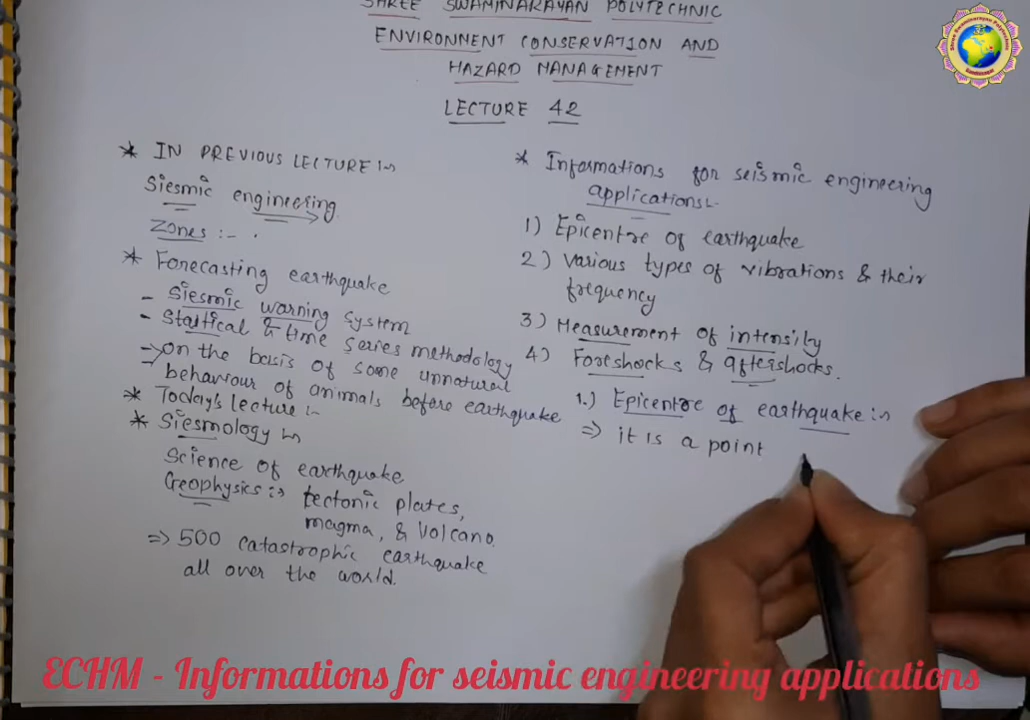 SHREE SWAMINARAYAN POLYTECHNIC
ENVIRONMENT CONSERVATION AND
HAZARD MANAGEMENT
LECTURE 42
* IN PREVIOUS LECTURE :-
Siesmic engineering
Zones :-
* Forecasting earthquake
- Siesmic warning system
- Stastical & time series methodology
=> On the basis of some unnatural
behaviour of animals before earthquake
* Today's lecture :-
* Siesmology :-
Science of earthquake
Geophysics :-> tectonic plates,
magma, & volcano.
=> 500 catastrophic earthquake
all over the world.
* Informations for seismic engineering
applications :-
1) Epicentre of earthquake
2) Various types of vibrations & their
frequency
3) Measurement of intensity
4) Foreshocks & aftershocks.
1.) Epicentre of earthquake :-
=> it is a point
ECHM - Informations for seismic engineering applications